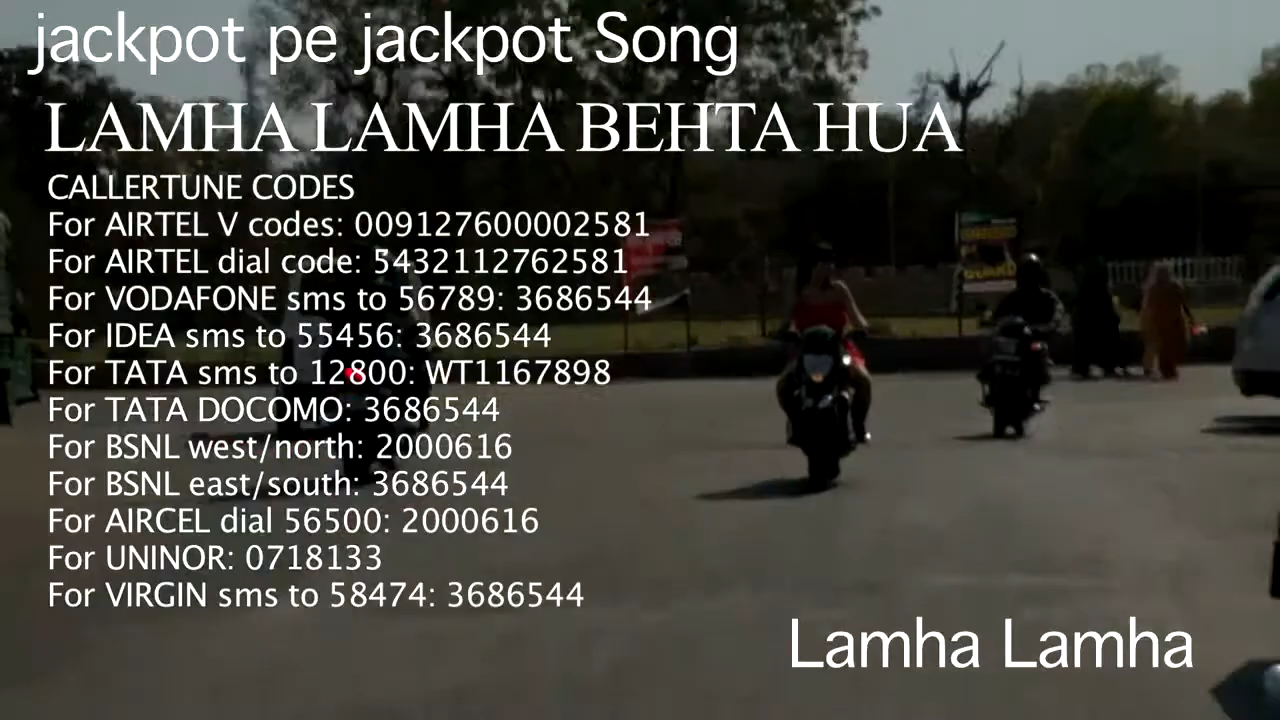 jackpot pe jackpot Song
LAMHA LAMHA BEHTA HUA
CALLERTUNE CODES
For AIRTEL V codes: 009127600002581
For AIRTEL dial code: 5432112762581
For VODAFONE sms to 56789: 3686544
For IDEA sms to 55456: 3686544
For TATA sms to 12800: WT1167898
For TATA DOCOMO: 3686544
For BSNL west/north: 2000616
For BSNL east/south: 3686544
For AIRCEL dial 56500: 2000616
For UNINOR: 0718133
For VIRGIN sms to 58474: 3686544
Lamha Lamha